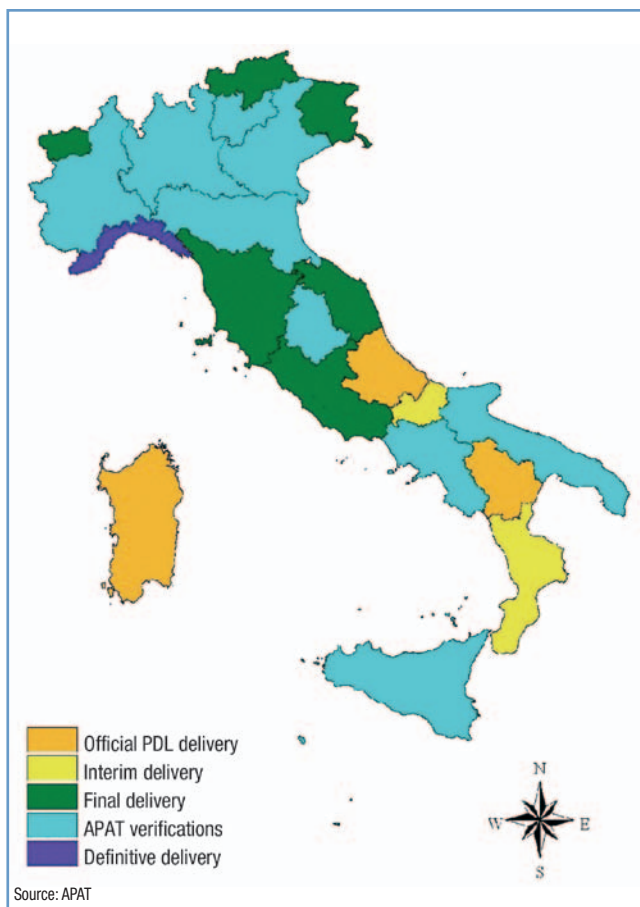 Official PDL delivery
Interim delivery
Final delivery
APAT verifications
Definitive delivery
N
W E
S
Source: APAT